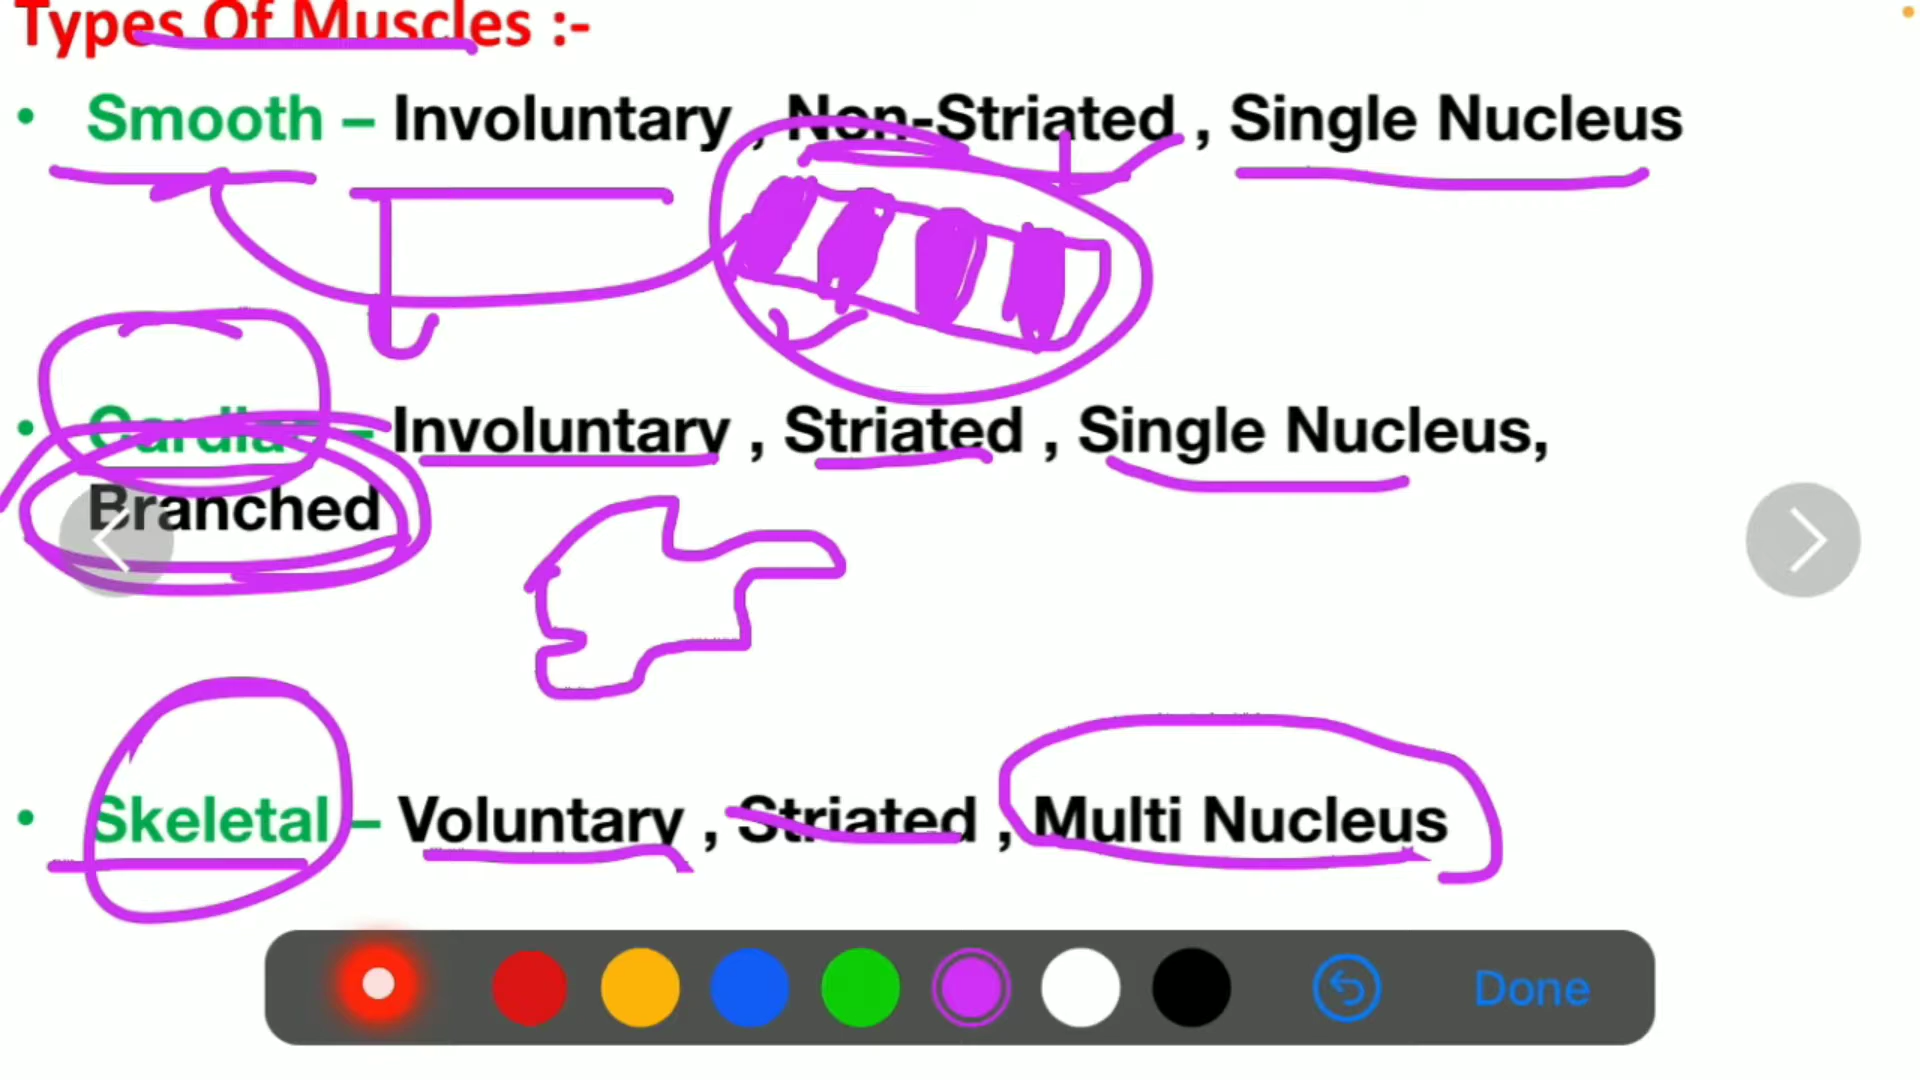 Types Of Muscles :-
• Smooth – Involuntary , Non-Striated , Single Nucleus
• Cardiac – Involuntary , Striated , Single Nucleus,
Branched
• Skeletal – Voluntary , Striated , Multi Nucleus
Done